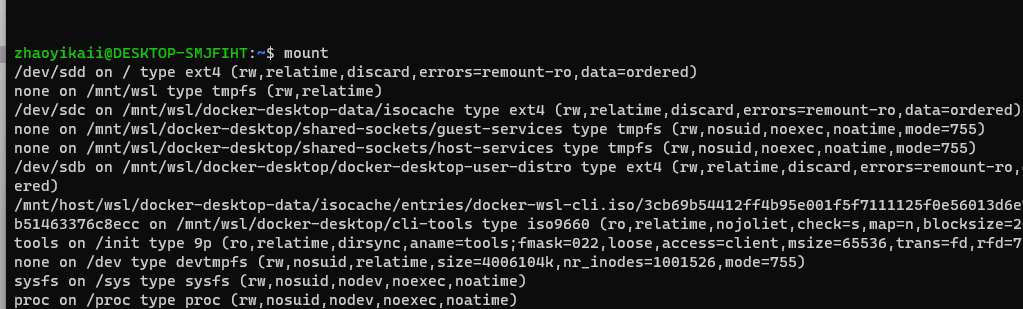 zhaoyikaii@DESKTOP-SMJFIHT:~$ mount
/dev/sdd on / type ext4 (rw,relatime,discard,errors=remount-ro,data=ordered)
none on /mnt/wsl type tmpfs (rw,relatime)
/dev/sdc on /mnt/wsl/docker-desktop-data/isocache type ext4 (rw,relatime,discard,errors=remount-ro,data=ordered)
none on /mnt/wsl/docker-desktop/shared-sockets/guest-services type tmpfs (rw,nosuid,noexec,noatime,mode=755)
none on /mnt/wsl/docker-desktop/shared-sockets/host-services type tmpfs (rw,nosuid,noexec,noatime,mode=755)
/dev/sdb on /mnt/wsl/docker-desktop/docker-desktop-user-distro type ext4 (rw,relatime,discard,errors=remount-ro,
ered)
/mnt/host/wsl/docker-desktop-data/isocache/entries/docker-wsl-cli.iso/3cb69b54412ff4b95e001f5f7111125f0e56013d6e
b51463376c8ecc on /mnt/wsl/docker-desktop/cli-tools type iso9660 (ro,relatime,nojoliet,check=s,map=n,blocksize=2
tools on /init type 9p (ro,relatime,dirsync,aname=tools;fmask=022,loose,access=client,msize=65536,trans=fd,rfd=7
none on /dev type devtmpfs (rw,nosuid,relatime,size=4006104k,nr_inodes=1001526,mode=755)
sysfs on /sys type sysfs (rw,nosuid,nodev,noexec,noatime)
proc on /proc type proc (rw,nosuid,nodev,noexec,noatime)